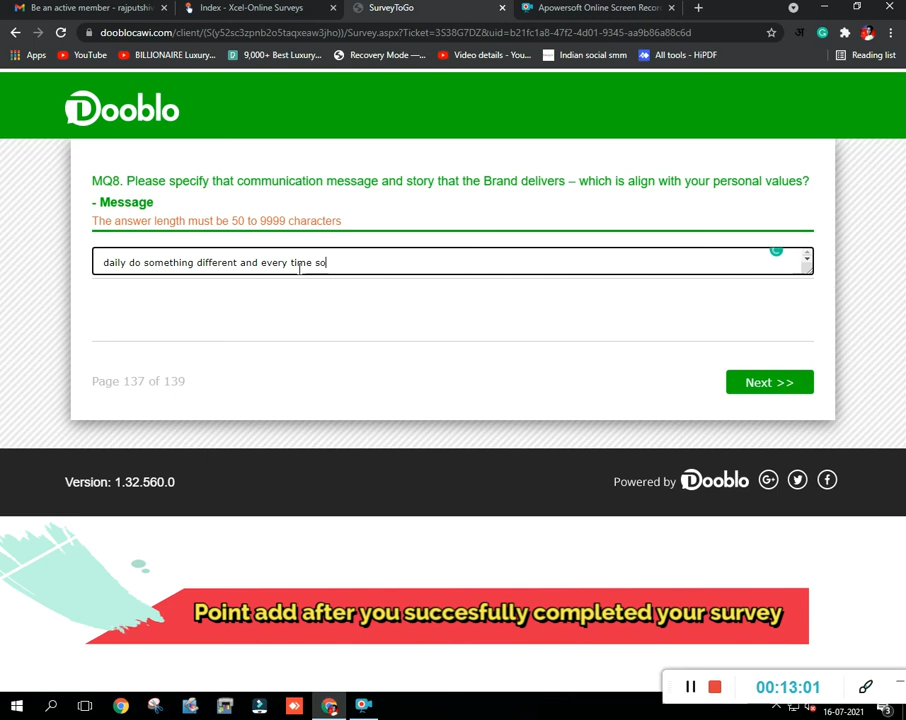 Be an active member - rajputshiv
Index - Xcel-Online Surveys
SurveyToGo
Apowersoft Online Screen Recor
dooblocawi.com/client/(S(y52sc3zpnb2o5taqxeaw3jho))/Survey.aspx?Ticket=3S38G7DZ&uid=b21fc1a8-47f2-4d01-9345-aa9b86a88c6d
Apps YouTube BILLIONAIRE Luxury... 9,000+ Best Luxury... Recovery Mode —... Video details - You... Indian social smm All tools - HiPDF Reading list
Dooblo
MQ8. Please specify that communication message and story that the Brand delivers – which is align with your personal values?
- Message
The answer length must be 50 to 9999 characters
daily do something different and every time so
Page 137 of 139
Next >>
Version: 1.32.560.0
Powered by Dooblo
Point add after you succesfully completed your survey
00:13:01
16-07-2021
3